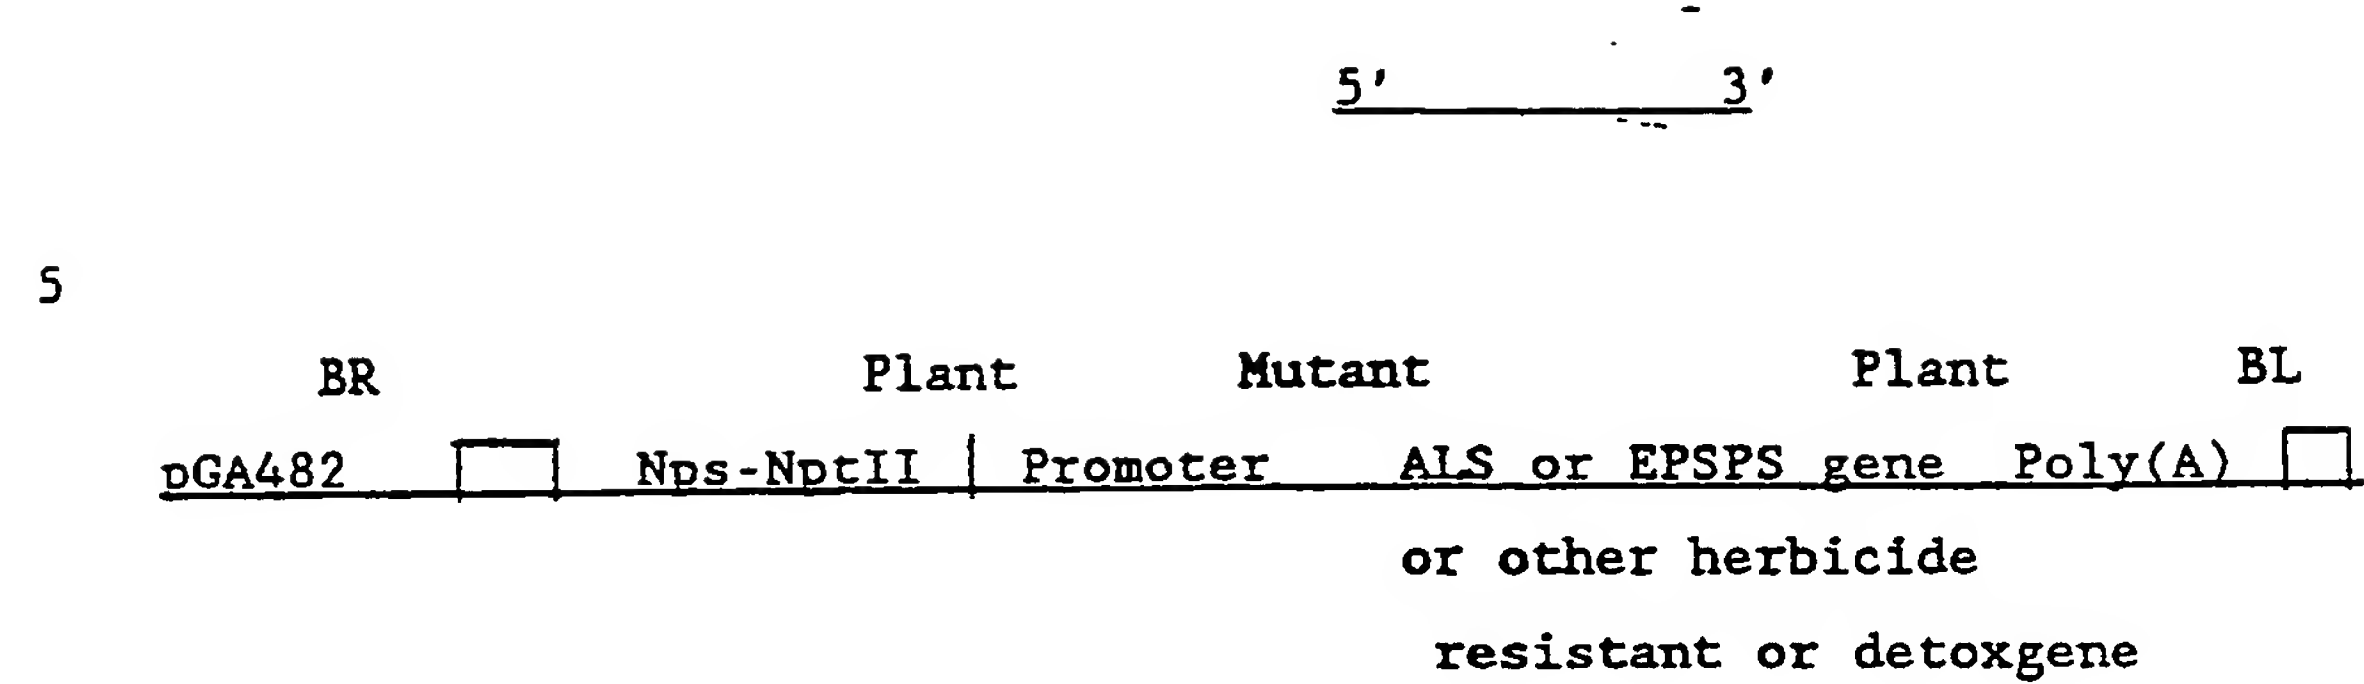 5' 3'
5
BR Plant Mutant Plant BL
pGA482 Nps-NptII Promoter ALS or EPSPS gene Poly(A)
or other herbicide
resistant or detoxgene